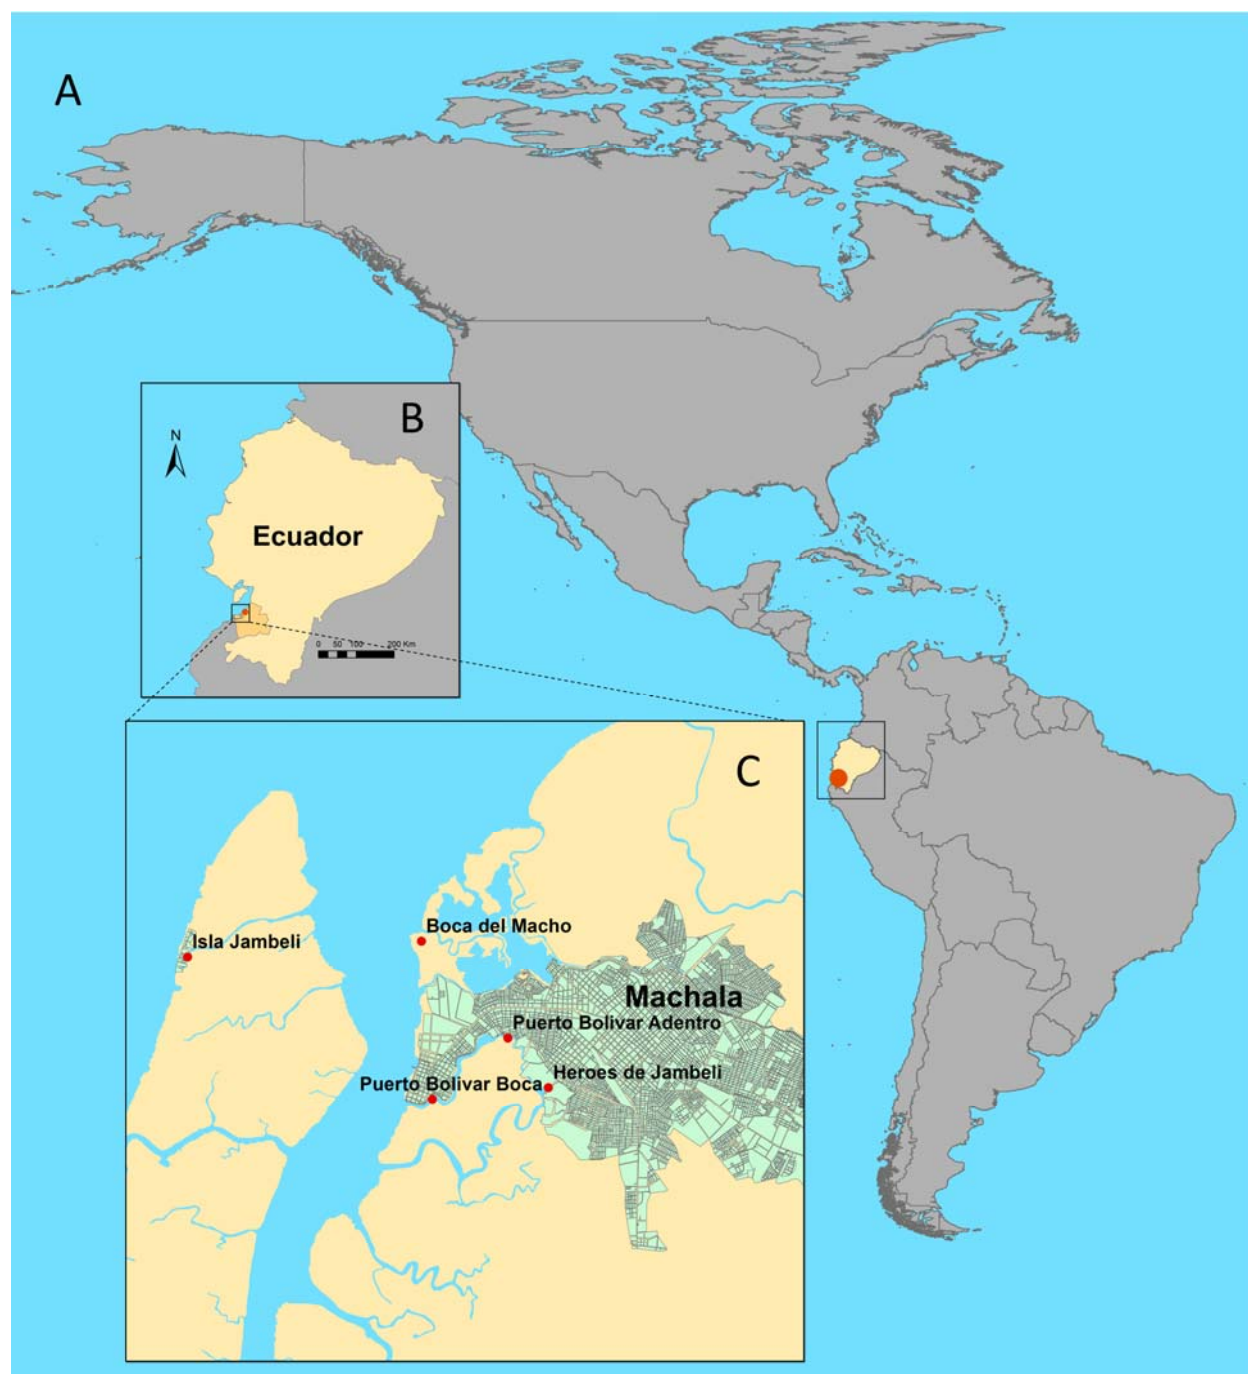 A
B
N
Ecuador
0 50 100 200 Km
C
Isla Jambeli
Boca del Macho
Machala
Puerto Bolivar Adentro
Heroes de Jambeli
Puerto Bolivar Boca